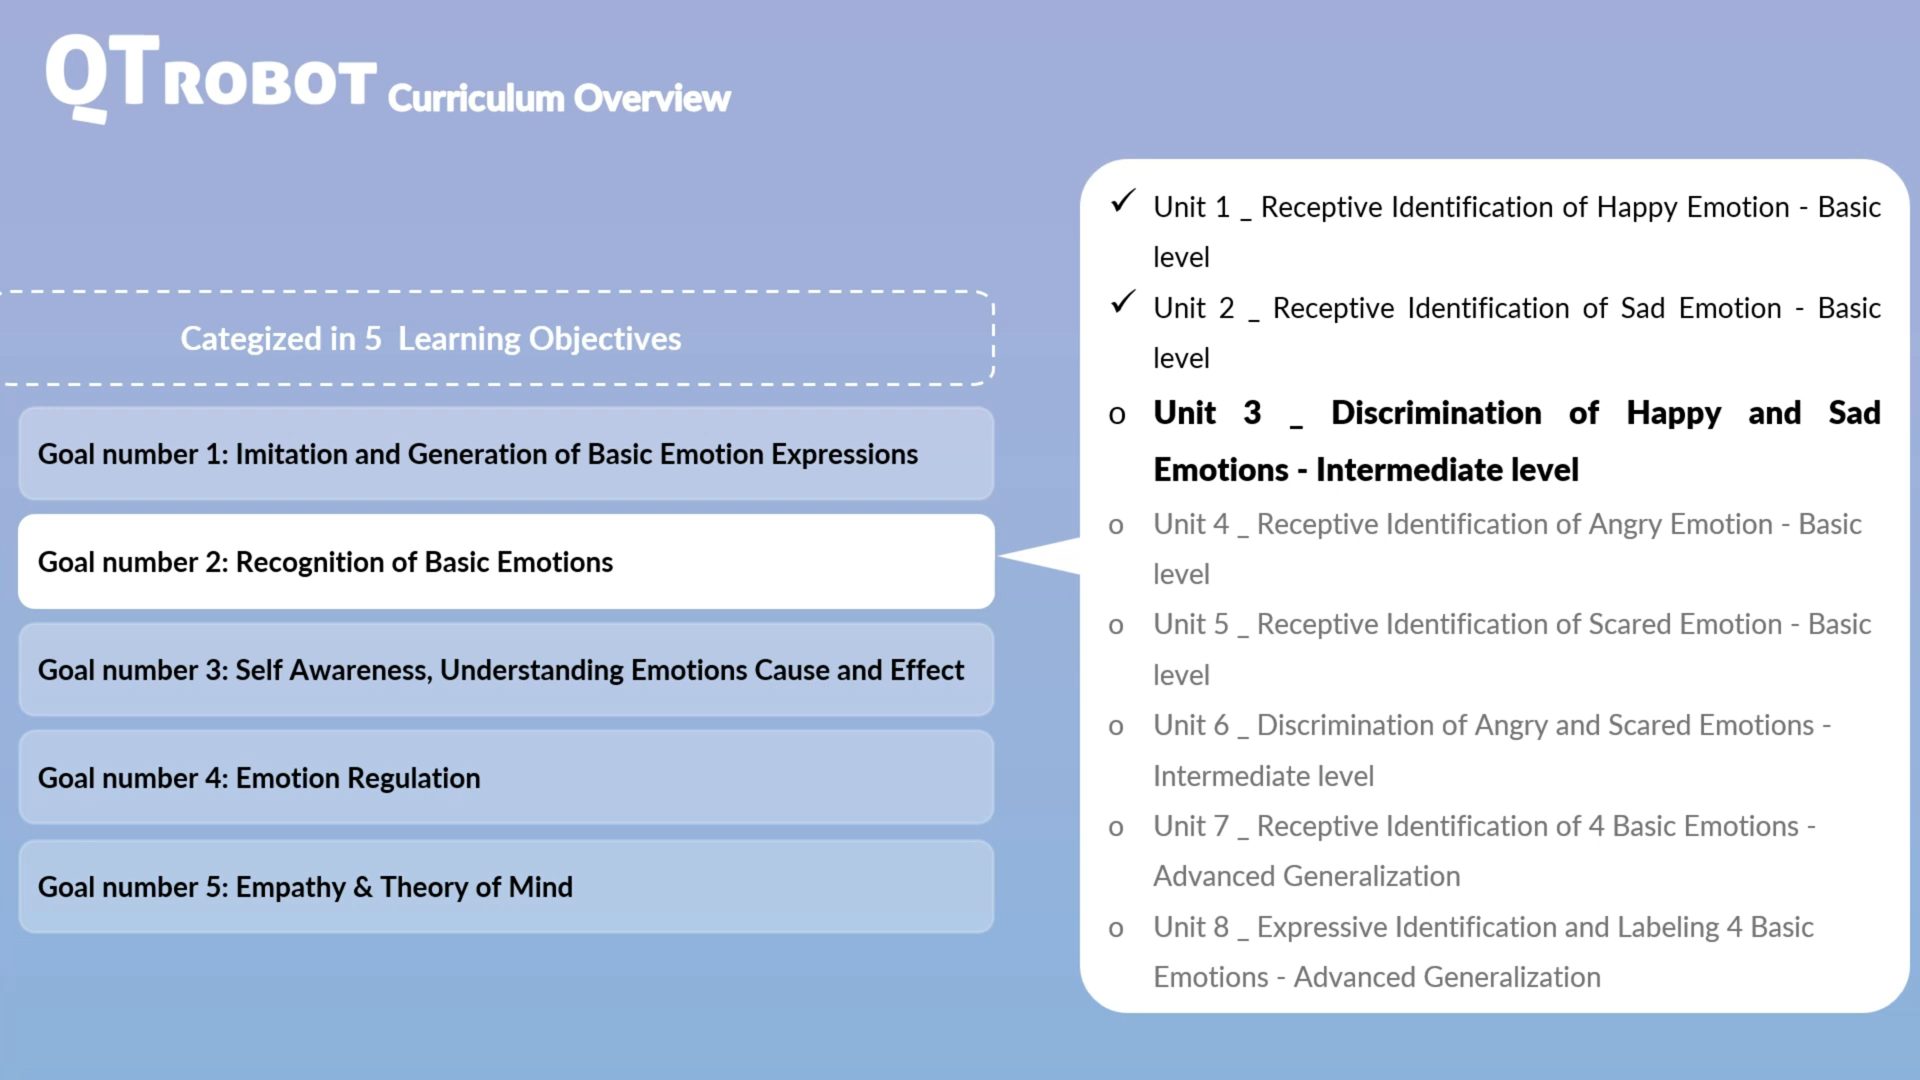 QTROBOT Curriculum Overview
Categized in 5 Learning Objectives
Goal number 1: Imitation and Generation of Basic Emotion Expressions
Goal number 2: Recognition of Basic Emotions
Goal number 3: Self Awareness, Understanding Emotions Cause and Effect
Goal number 4: Emotion Regulation
Goal number 5: Empathy & Theory of Mind
✓ Unit 1 _ Receptive Identification of Happy Emotion - Basic
level
✓ Unit 2 _ Receptive Identification of Sad Emotion - Basic
level
o Unit 3 _ Discrimination of Happy and Sad
Emotions - Intermediate level
o Unit 4 _ Receptive Identification of Angry Emotion - Basic
level
o Unit 5 _ Receptive Identification of Scared Emotion - Basic
level
o Unit 6 _ Discrimination of Angry and Scared Emotions -
Intermediate level
o Unit 7 _ Receptive Identification of 4 Basic Emotions -
Advanced Generalization
o Unit 8 _ Expressive Identification and Labeling 4 Basic
Emotions - Advanced Generalization